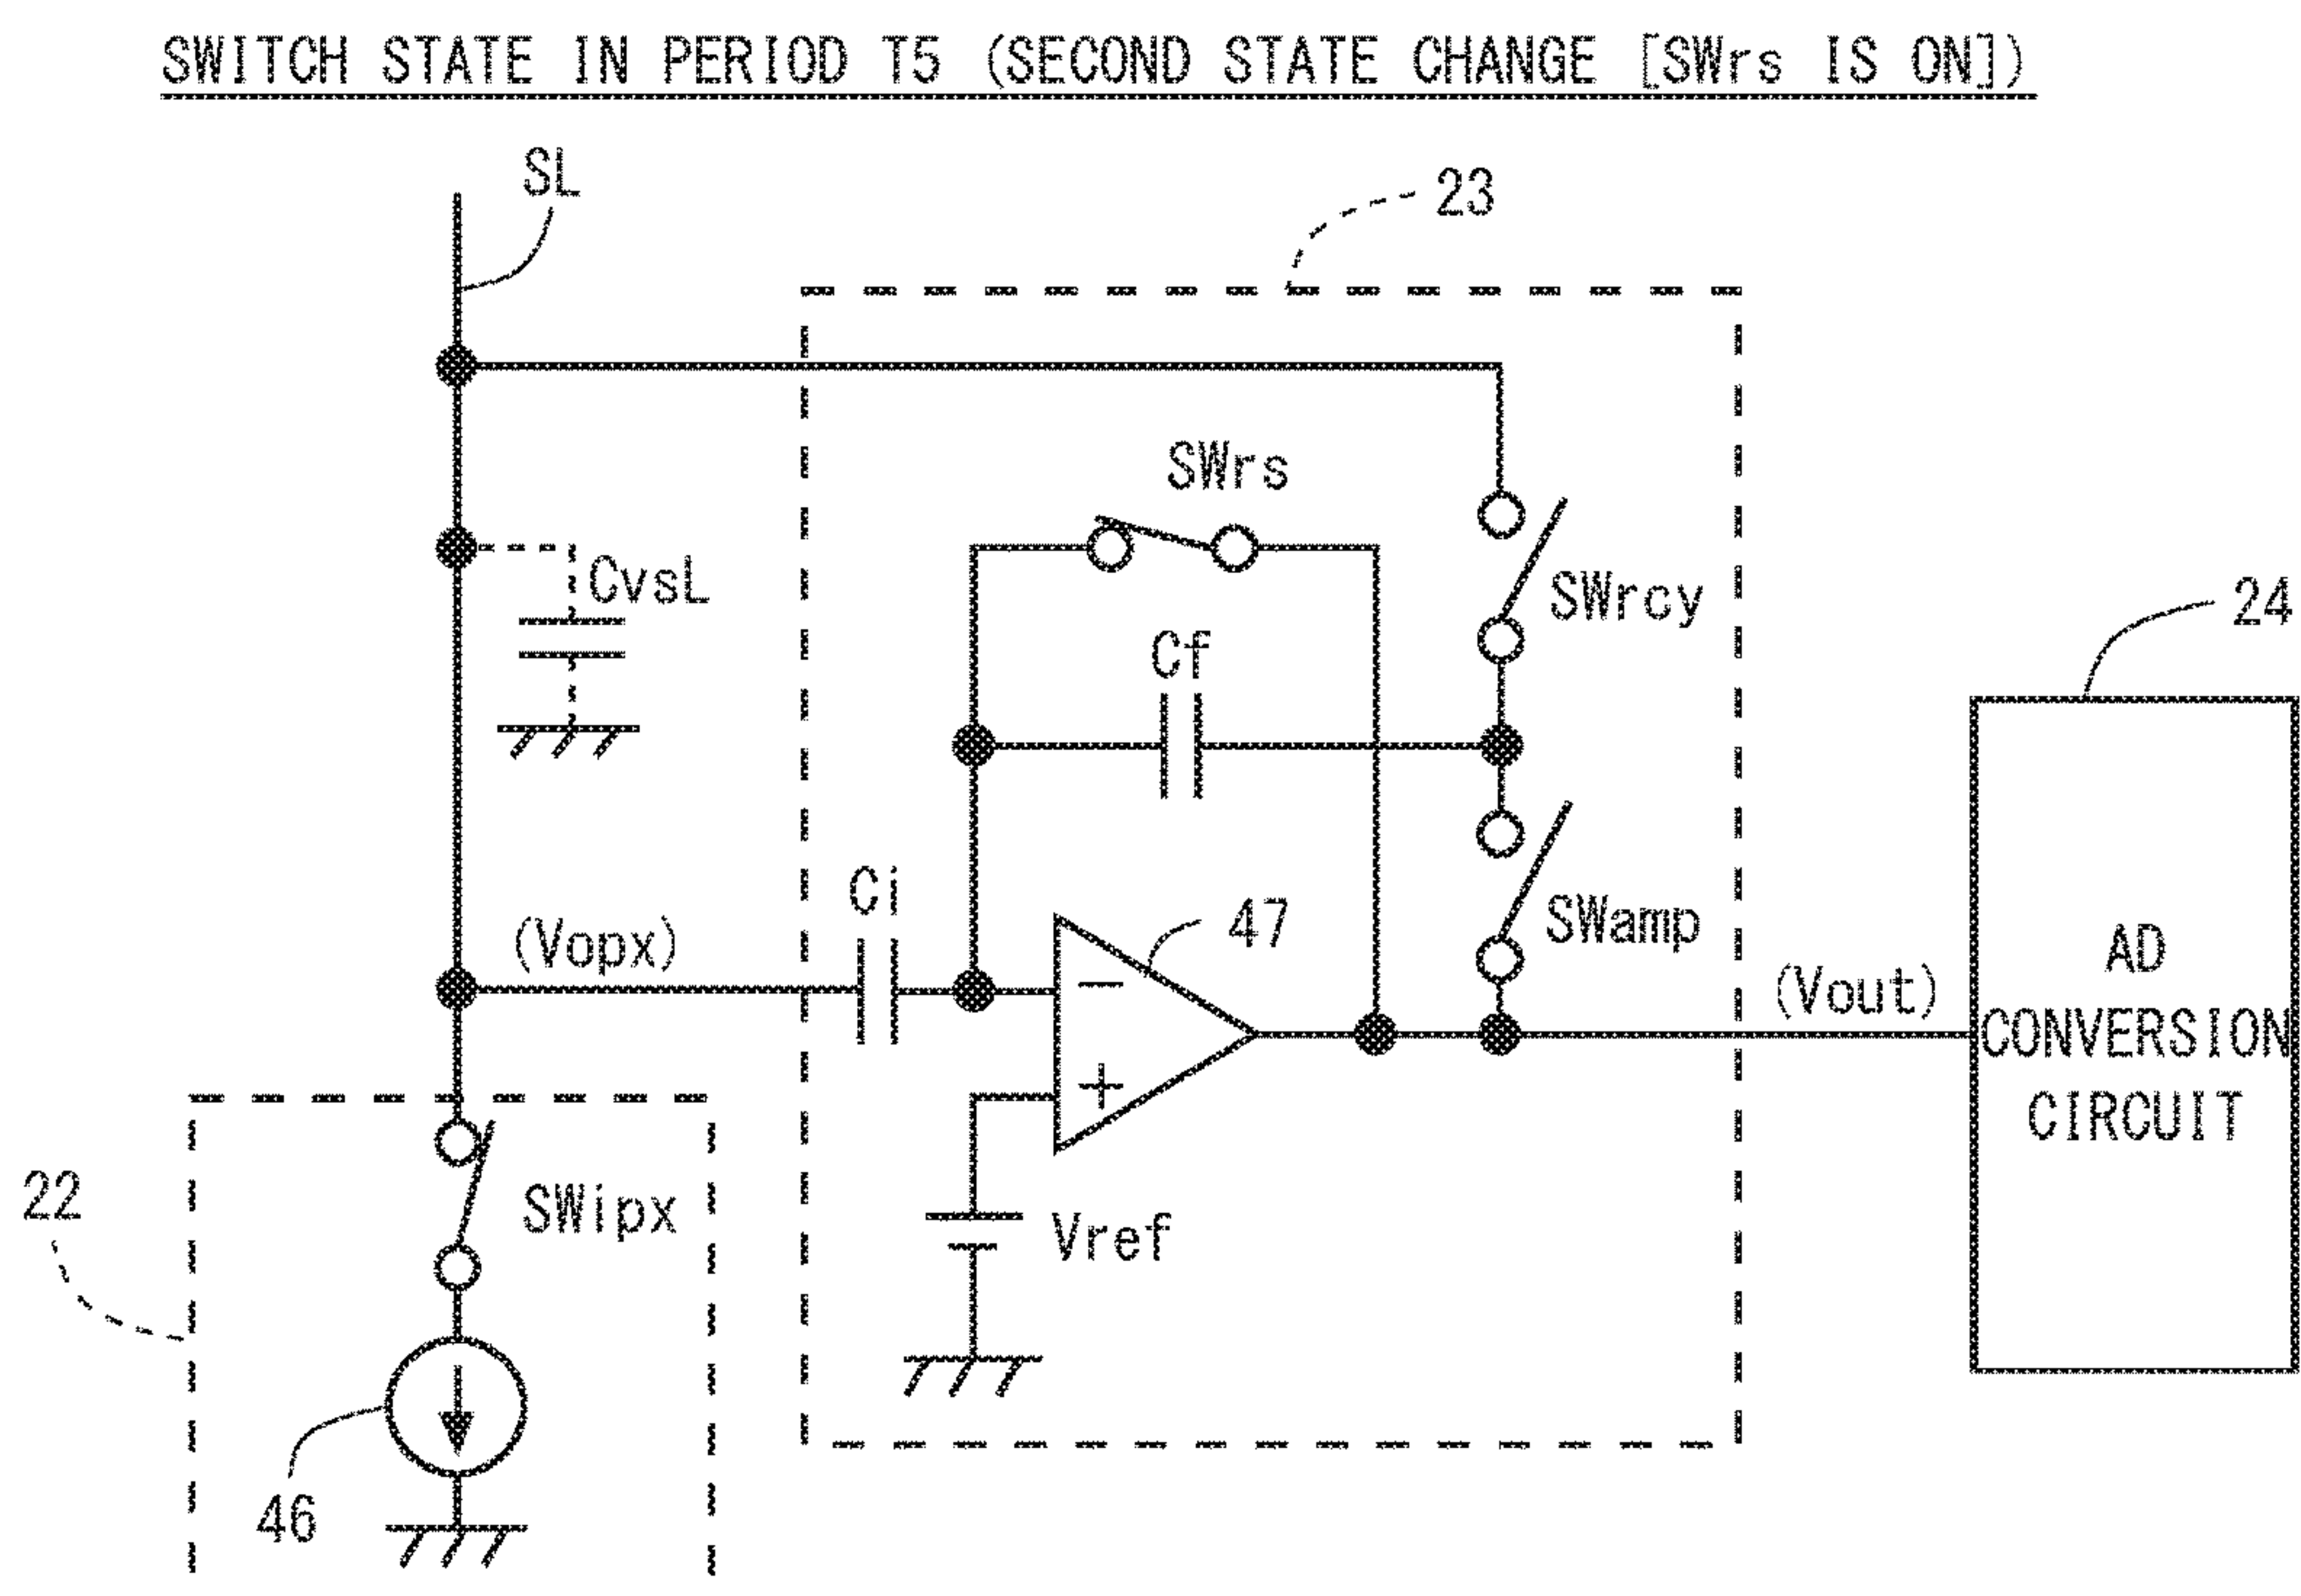 SWITCH STATE IN PERIOD T5 (SECOND STATE CHANGE [SWrs IS ON])
SL
23
SWrs
CvsL
SWrcy
24
Cf
Ci
47
SWamp
(Vopx)
(Vout)
AD
CONVERSION
CIRCUIT
−
+
22
SWipx
Vref
46